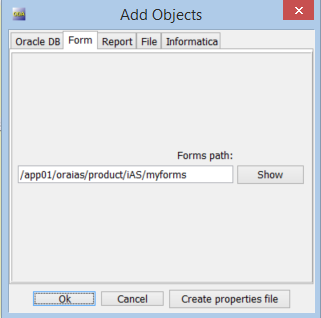 Add Objects
Oracle DB Form Report File Informatica
Forms path:
/app01/oraias/product/iAS/myforms Show
Ok Cancel Create properties file